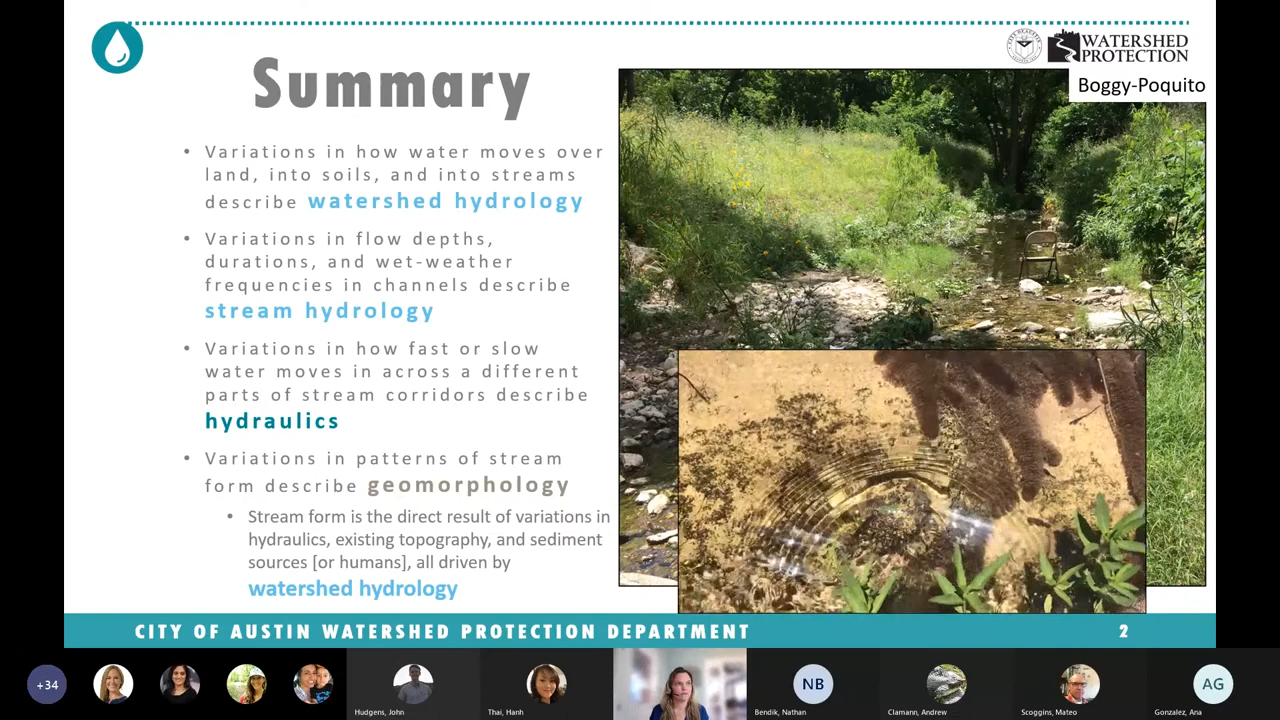 WATERSHED
PROTECTION
Boggy-Poquito
Summary
• Variations in how water moves over
land, into soils, and into streams
describe watershed hydrology
• Variations in flow depths,
durations, and wet-weather
frequencies in channels describe
stream hydrology
• Variations in how fast or slow
water moves in across a different
parts of stream corridors describe
hydraulics
• Variations in patterns of stream
form describe geomorphology
• Stream form is the direct result of variations in
hydraulics, existing topography, and sediment
sources [or humans], all driven by
watershed hydrology
CITY OF AUSTIN WATERSHED PROTECTION DEPARTMENT 2
+34
Hudgens, John
Thai, Hanh
NB
Bendik, Nathan
Clamann, Andrew
Scoggins, Mateo
AG
Gonzalez, Ana